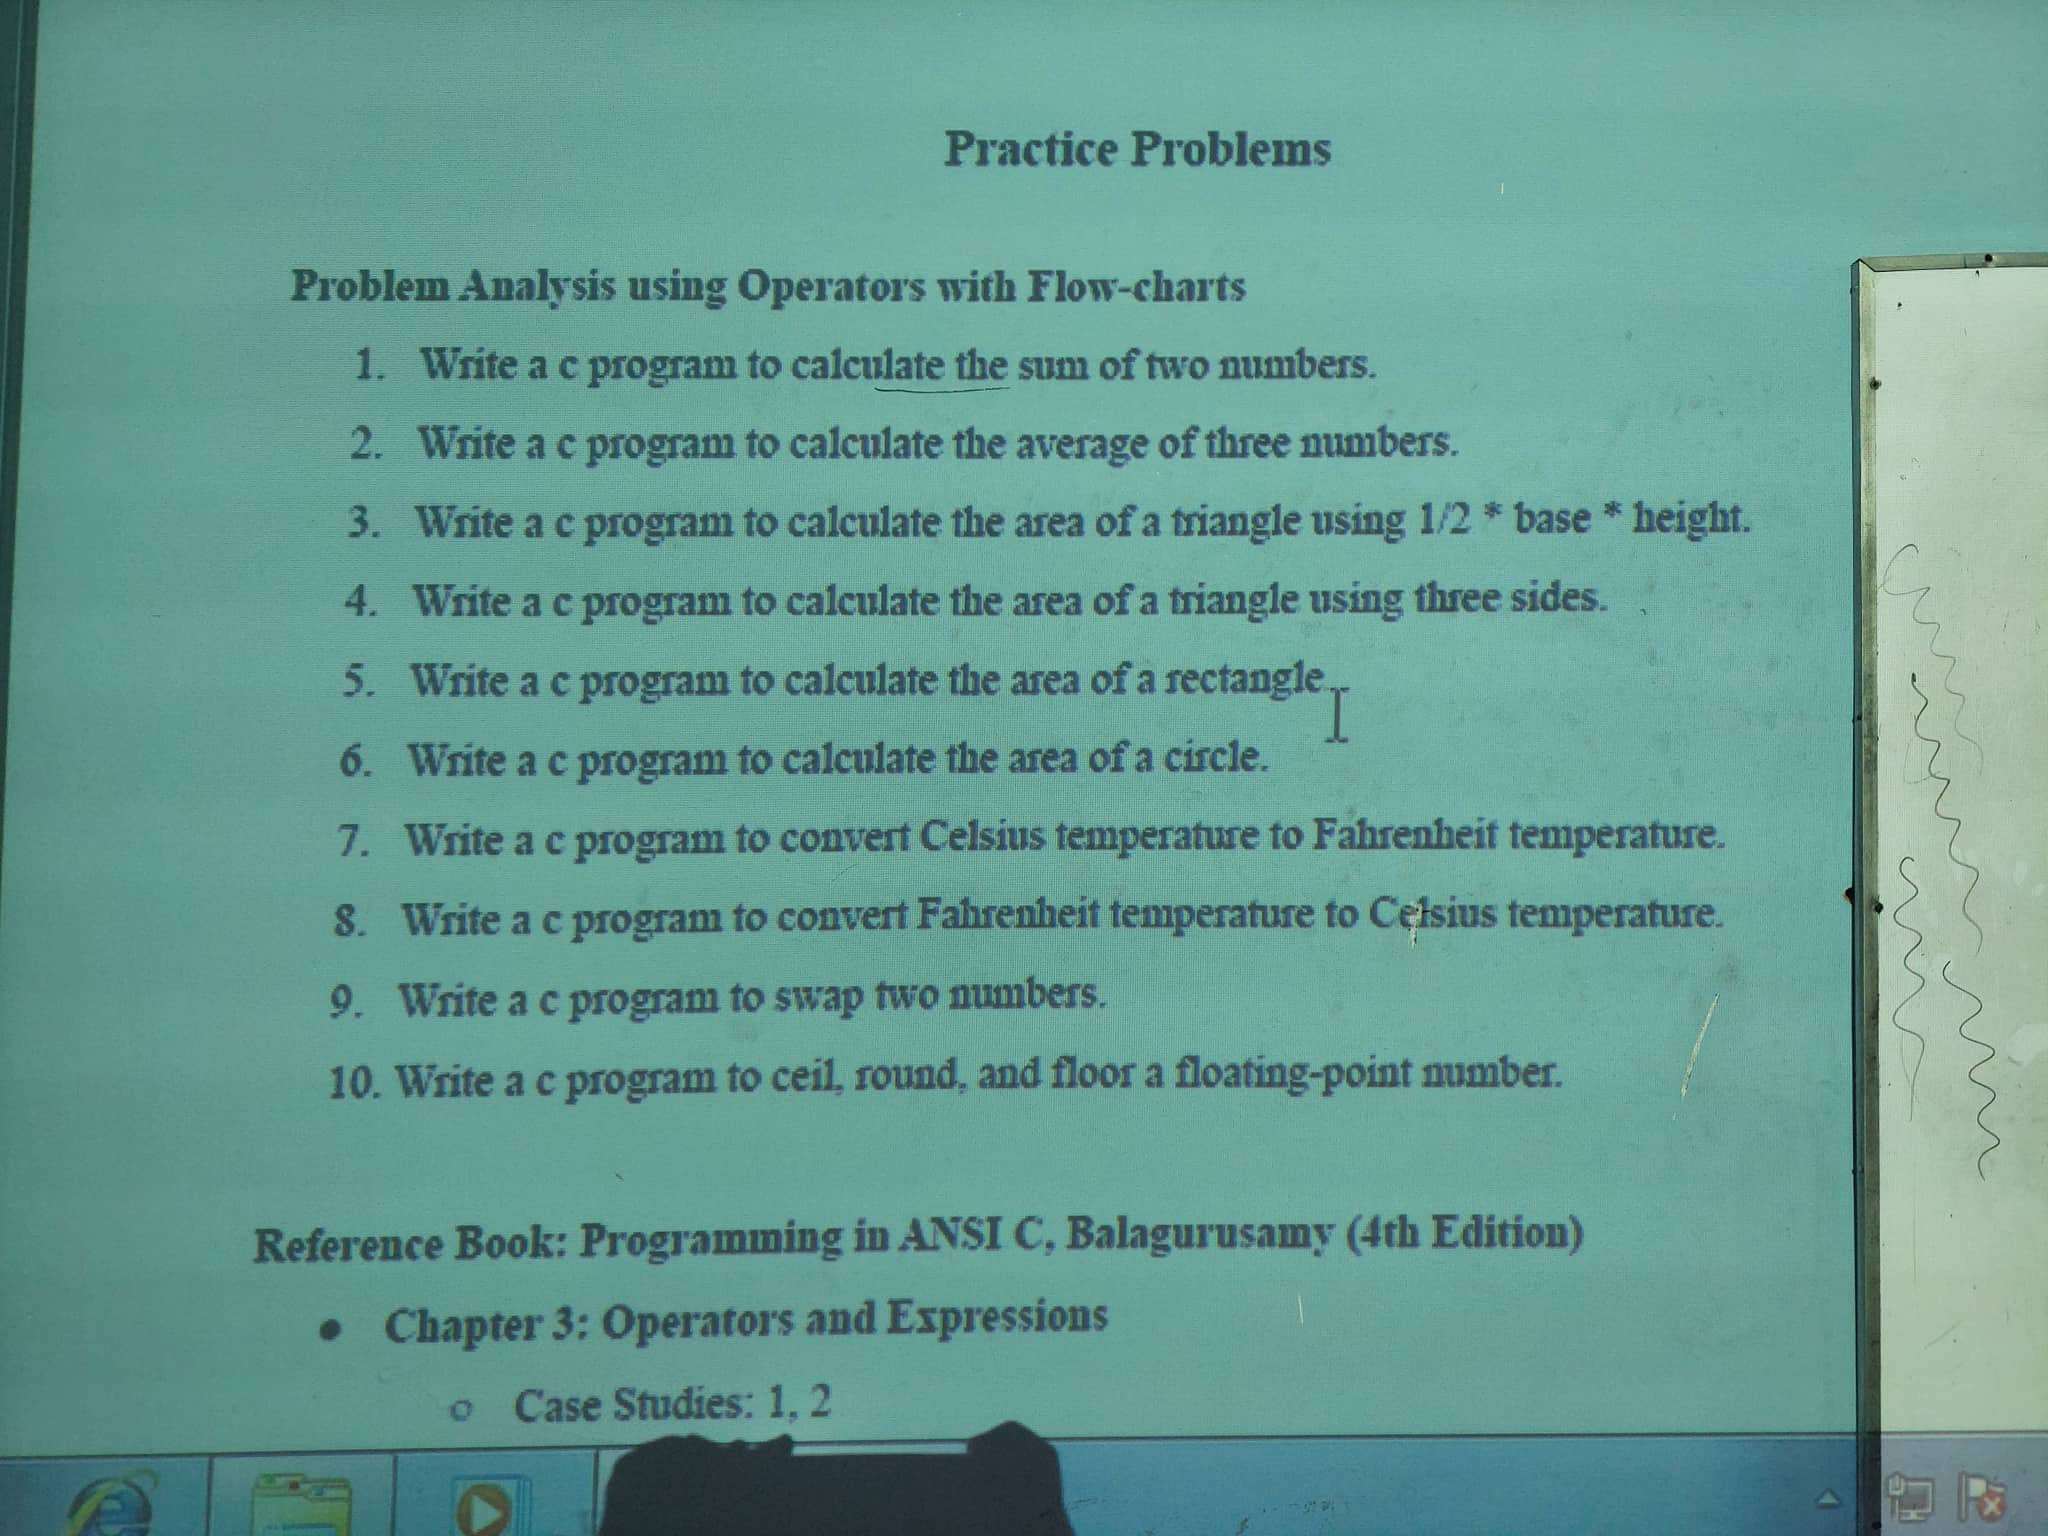 Practice Problems
Problem Analysis using Operators with Flow-charts
1. Write a c program to calculate the sum of two numbers.
2. Write a c program to calculate the average of three numbers.
3. Write a c program to calculate the area of a triangle using 1/2 * base * height.
4. Write a c program to calculate the area of a triangle using three sides.
5. Write a c program to calculate the area of a rectangle.
6. Write a c program to calculate the area of a circle.
7. Write a c program to convert Celsius temperature to Fahrenheit temperature.
8. Write a c program to convert Fahrenheit temperature to Celsius temperature.
9. Write a c program to swap two numbers.
10. Write a c program to ceil, round, and floor a floating-point number.
Reference Book: Programming in ANSI C, Balagurusamy (4th Edition)
• Chapter 3: Operators and Expressions
o Case Studies: 1, 2